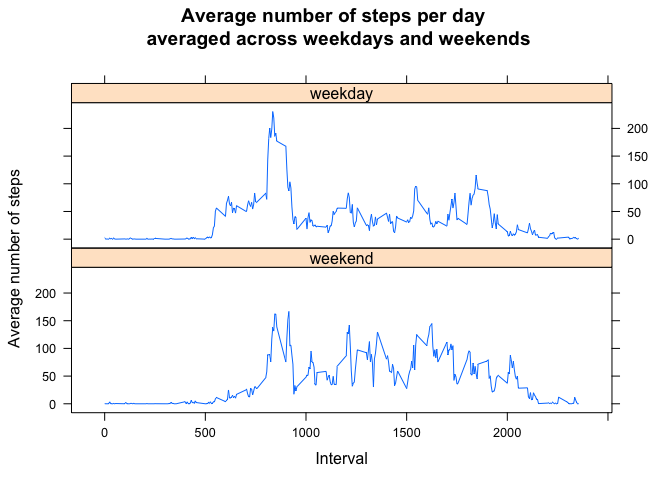 Average number of steps per day
averaged across weekdays and weekends
weekday
200
150
100
50
0
weekend
200
150
100
50
0
Average number of steps
0 500 1000 1500 2000
Interval